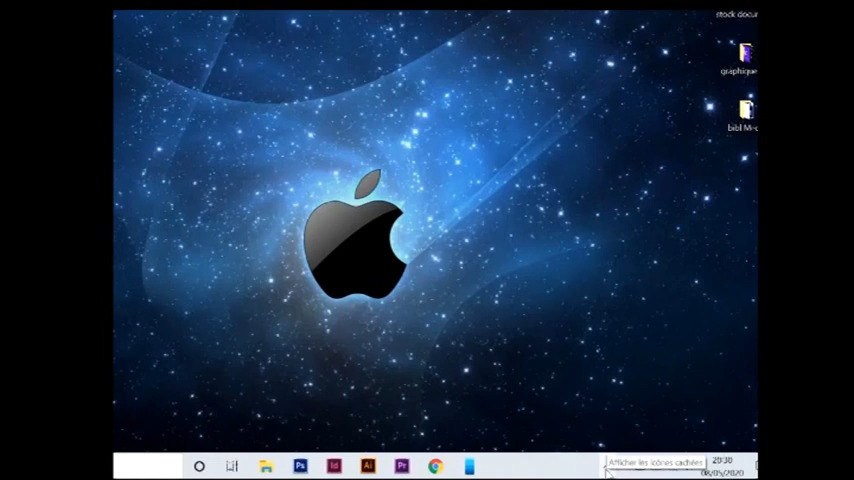 stock docu
graphique
bibl
Ps
Id
Ai
Pr
Afficher les icônes cachées
20:38
08/05/2020